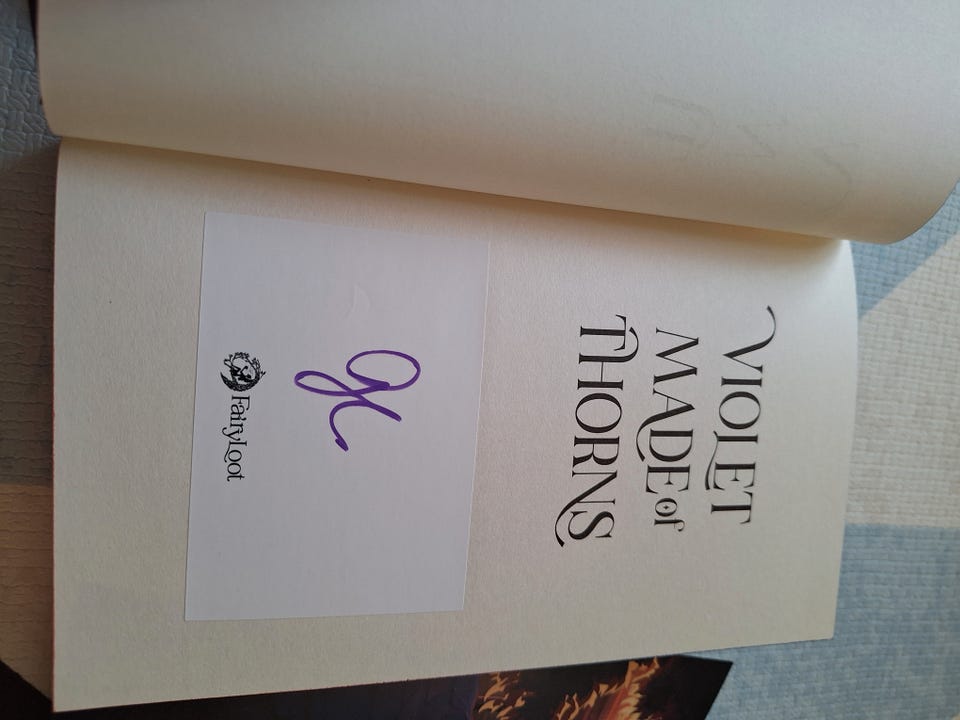 VIOLET
MADE of
THORNS
FairyLoot